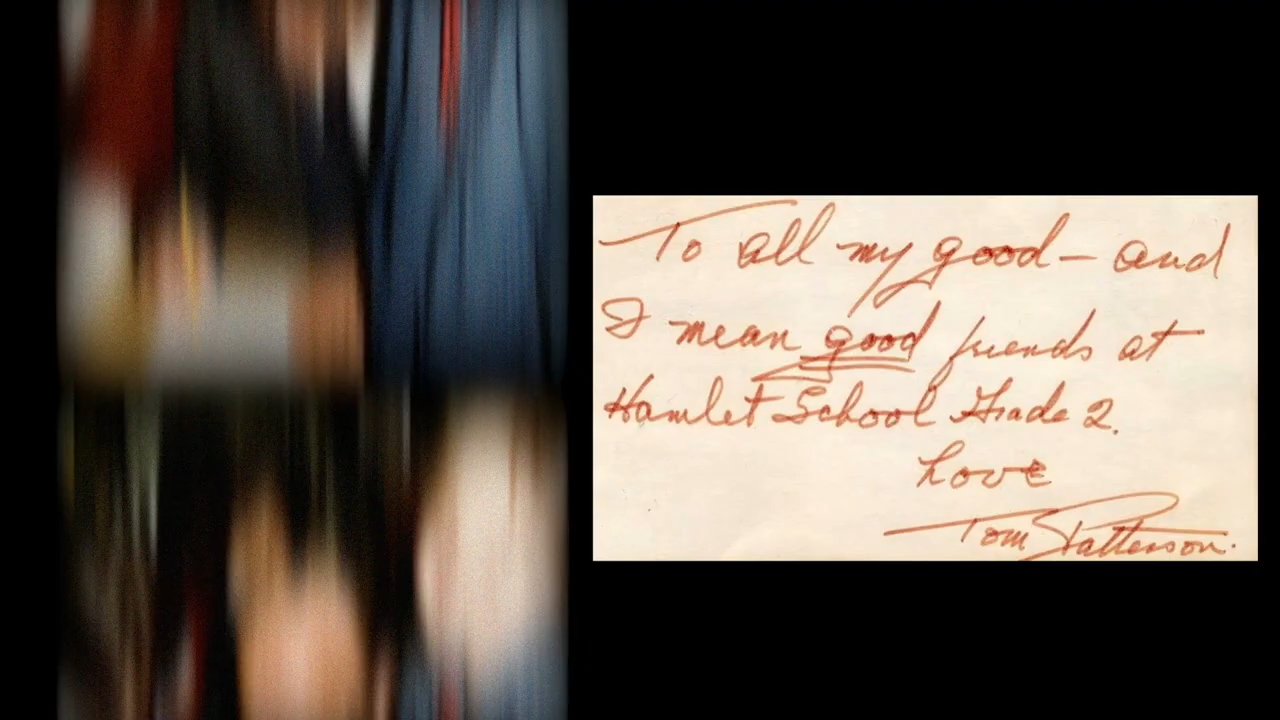 To all my good – and
I mean good friends at
Hamlet School Grade 2.
Love
Tom Patterson.